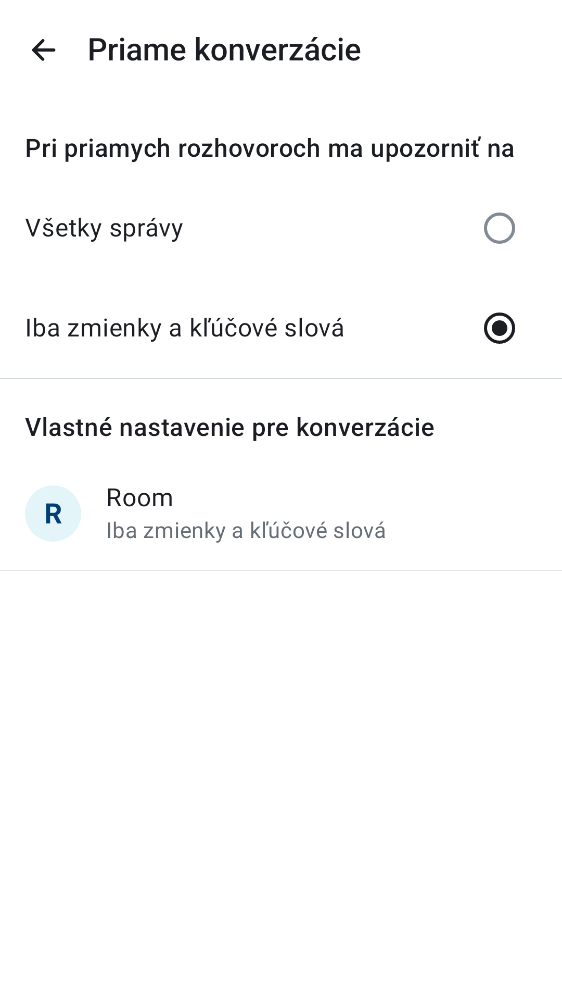 Priame konverzácie
Pri priamych rozhovoroch ma upozorniť na
Všetky správy
Iba zmienky a kľúčové slová
Vlastné nastavenie pre konverzácie
R
Room
Iba zmienky a kľúčové slová